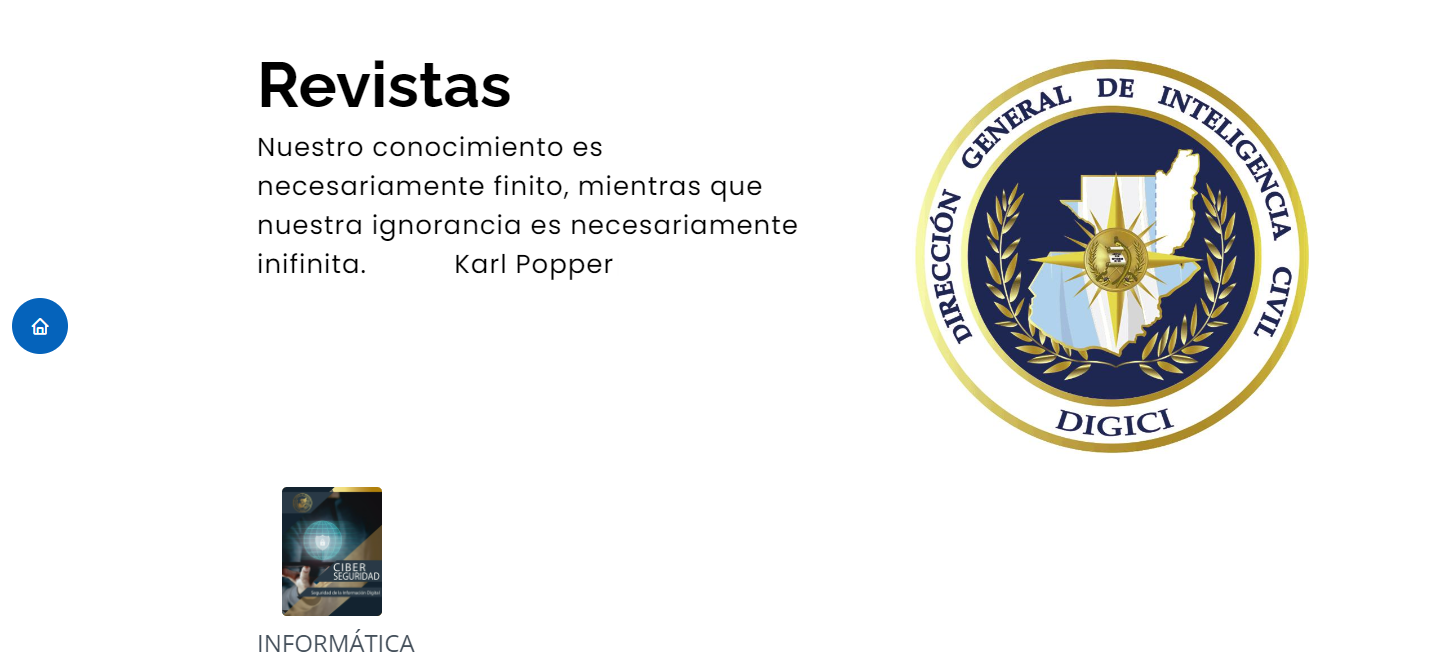 Revistas
Nuestro conocimiento es
necesariamente finito, mientras que
nuestra ignorancia es necesariamente
inifinita. Karl Popper
DIRECCIÓN GENERAL DE INTELIGENCIA CIVIL
DIGICI
CIBER
SEGURIDAD
Seguridad de la Información Digital
INFORMÁTICA